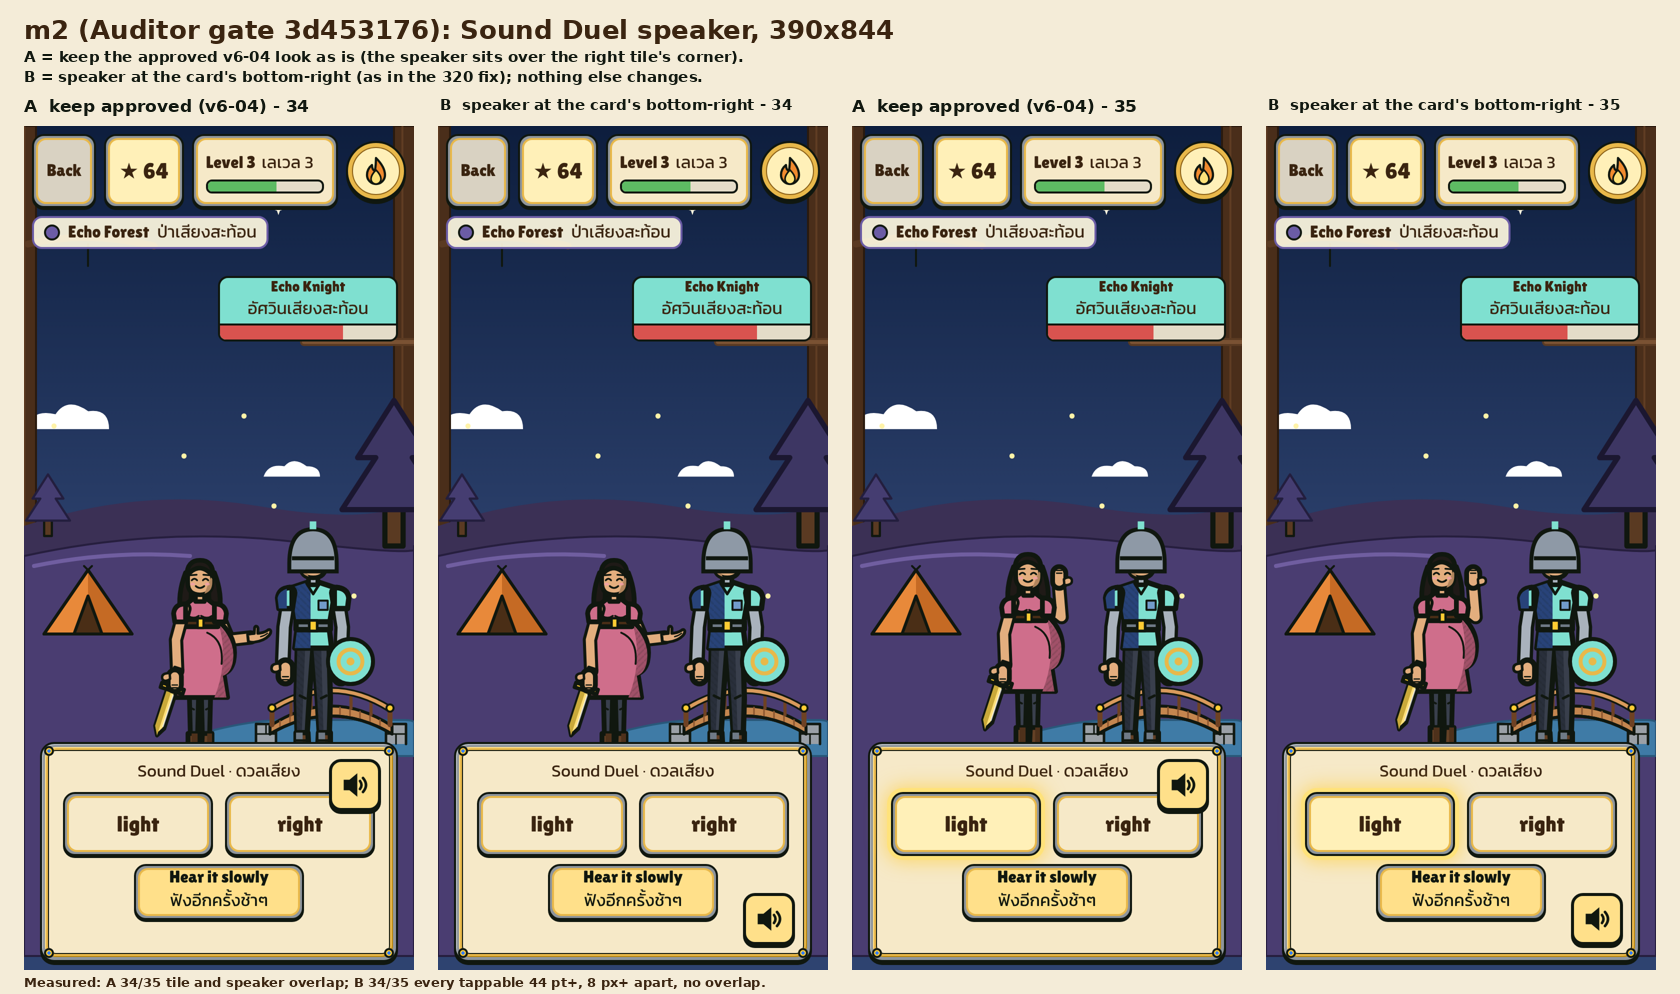 m2 (Auditor gate 3d453176): Sound Duel speaker, 390x844
A = keep the approved v6-04 look as is (the speaker sits over the right tile's corner).
B = speaker at the card's bottom-right (as in the 320 fix); nothing else changes.
A keep approved (v6-04) - 34
Back
★ 64
Level 3 เลเวล 3
Echo Forest ป่าเสียงสะท้อน
Echo Knight
อัศวินเสียงสะท้อน
Sound Duel · ดวลเสียง
light
right
Hear it slowly
ฟังอีกครั้งช้าๆ
B speaker at the card's bottom-right - 34
Back
★ 64
Level 3 เลเวล 3
Echo Forest ป่าเสียงสะท้อน
Echo Knight
อัศวินเสียงสะท้อน
Sound Duel · ดวลเสียง
light
right
Hear it slowly
ฟังอีกครั้งช้าๆ
A keep approved (v6-04) - 35
Back
★ 64
Level 3 เลเวล 3
Echo Forest ป่าเสียงสะท้อน
Echo Knight
อัศวินเสียงสะท้อน
Sound Duel · ดวลเสียง
light
right
Hear it slowly
ฟังอีกครั้งช้าๆ
B speaker at the card's bottom-right - 35
Back
★ 64
Level 3 เลเวล 3
Echo Forest ป่าเสียงสะท้อน
Echo Knight
อัศวินเสียงสะท้อน
Sound Duel · ดวลเสียง
light
right
Hear it slowly
ฟังอีกครั้งช้าๆ
Measured: A 34/35 tile and speaker overlap; B 34/35 every tappable 44 pt+, 8 px+ apart, no overlap.